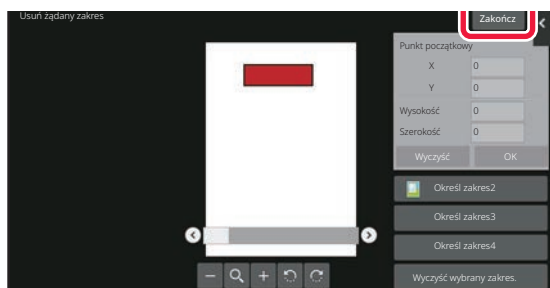 Usuń żądany zakres
Zakończ
Punkt początkowy
X 0
Y 0
Wysokość 0
Szerokość 0
Wyczyść OK
Określ zakres2
Określ zakres3
Określ zakres4
Wyczyść wybrany zakres.